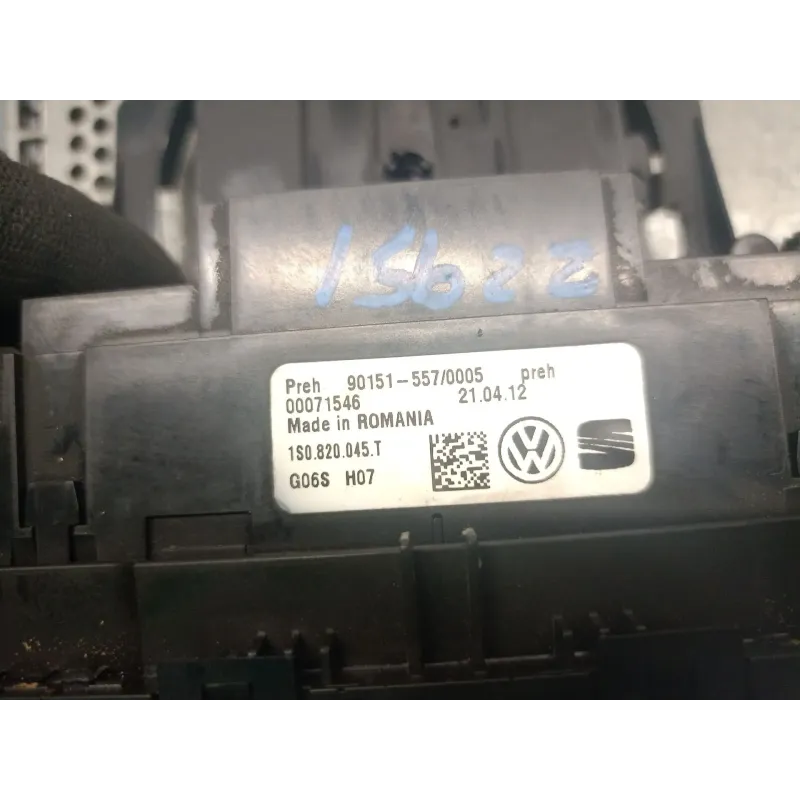 15622
Preh 90151-557/0005 preh
00071546 21.04.12
Made in ROMANIA
1S0.820.045.T
G06S H07